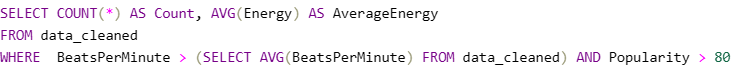 SELECT COUNT(*) AS Count, AVG(Energy) AS AverageEnergy
FROM data_cleaned
WHERE  BeatsPerMinute > (SELECT AVG(BeatsPerMinute) FROM data_cleaned) AND Popularity > 80